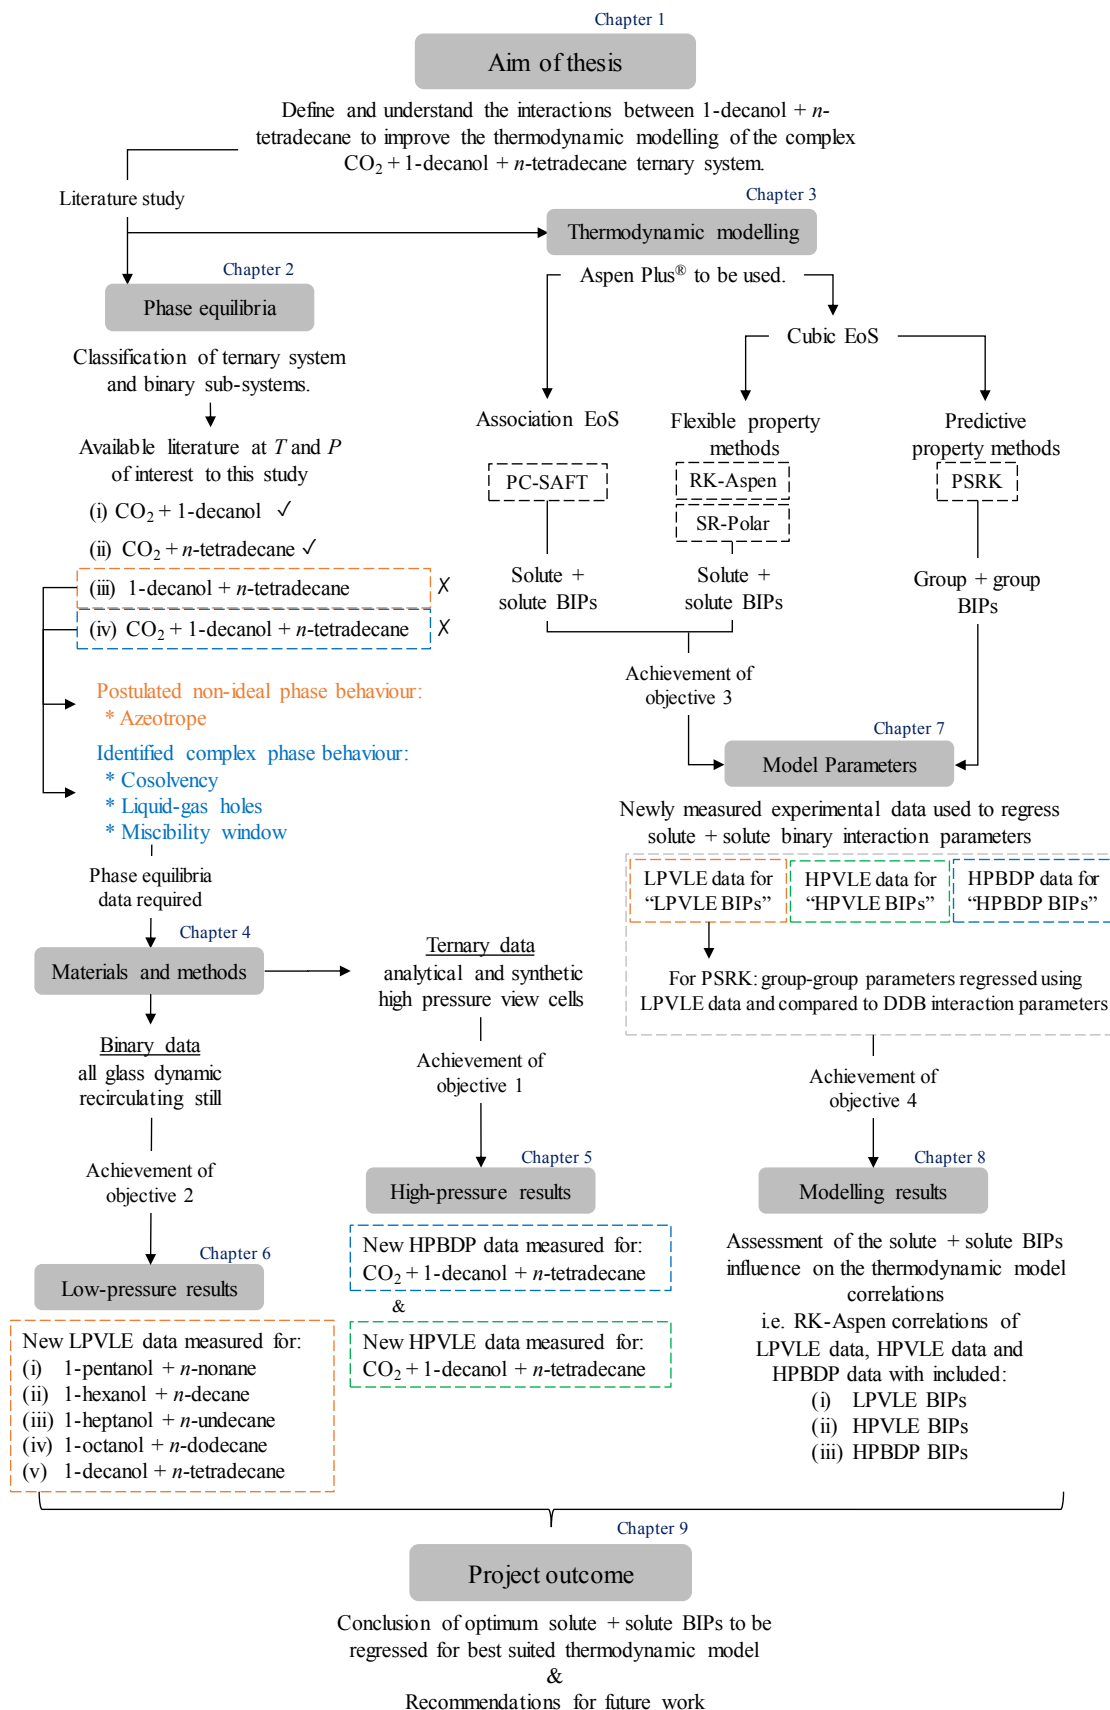 Chapter 1
Aim of thesis
Define and understand the interactions between 1-decanol + n-
tetradecane to improve the thermodynamic modelling of the complex
CO₂ + 1-decanol + n-tetradecane ternary system.
Literature study
Chapter 3
Thermodynamic modelling
Aspen Plus® to be used.
Cubic EoS
Association EoS
Flexible property
methods
Predictive
property methods
PC-SAFT
RK-Aspen
SR-Polar
PSRK
Solute +
solute BIPs
Solute +
solute BIPs
Group + group
BIPs
Achievement of
objective 3
Chapter 2
Phase equilibria
Classification of ternary system
and binary sub-systems.
Available literature at T and P
of interest to this study
(i) CO₂ + 1-decanol ✓
(ii) CO₂ + n-tetradecane ✓
(iii) 1-decanol + n-tetradecane ✗
(iv) CO₂ + 1-decanol + n-tetradecane ✗
Postulated non-ideal phase behaviour:
* Azeotrope
Identified complex phase behaviour:
* Cosolvency
* Liquid-gas holes
* Miscibility window
Phase equilibria
data required
Chapter 4
Materials and methods
Ternary data
analytical and synthetic
high pressure view cells
Binary data
all glass dynamic
recirculating still
Achievement of
objective 1
Achievement of
objective 2
Chapter 5
High-pressure results
New HPBDP data measured for:
CO₂ + 1-decanol + n-tetradecane
&
New HPVLE data measured for:
CO₂ + 1-decanol + n-tetradecane
Chapter 6
Low-pressure results
New LPVLE data measured for:
(i) 1-pentanol + n-nonane
(ii) 1-hexanol + n-decane
(iii) 1-heptanol + n-undecane
(iv) 1-octanol + n-dodecane
(v) 1-decanol + n-tetradecane
Chapter 7
Model Parameters
Newly measured experimental data used to regress
solute + solute binary interaction parameters
LPVLE data for
“LPVLE BIPs”
HPVLE data for
“HPVLE BIPs”
HPBDP data for
“HPBDP BIPs”
For PSRK: group-group parameters regressed using
LPVLE data and compared to DDB interaction parameters
Achievement of
objective 4
Chapter 8
Modelling results
Assessment of the solute + solute BIPs
influence on the thermodynamic model
correlations
i.e. RK-Aspen correlations of
LPVLE data, HPVLE data and
HPBDP data with included:
(i) LPVLE BIPs
(ii) HPVLE BIPs
(iii) HPBDP BIPs
Chapter 9
Project outcome
Conclusion of optimum solute + solute BIPs to be
regressed for best suited thermodynamic model
&
Recommendations for future work